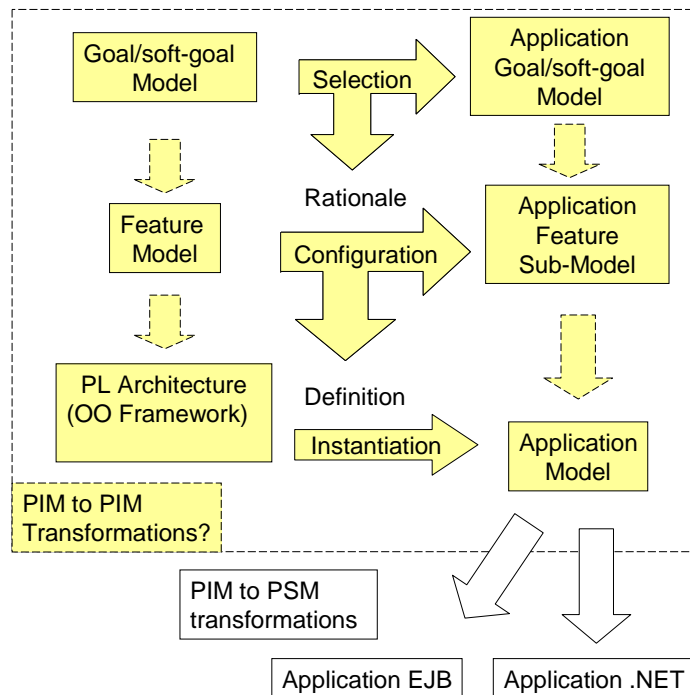 Goal/soft-goal
Model
Selection
Application
Goal/soft-goal
Model
Rationale
Feature
Model
Configuration
Application
Feature
Sub-Model
PL Architecture
(OO Framework)
Definition
Instantiation
Application
Model
PIM to PIM
Transformations?
PIM to PSM
transformations
Application EJB
Application .NET